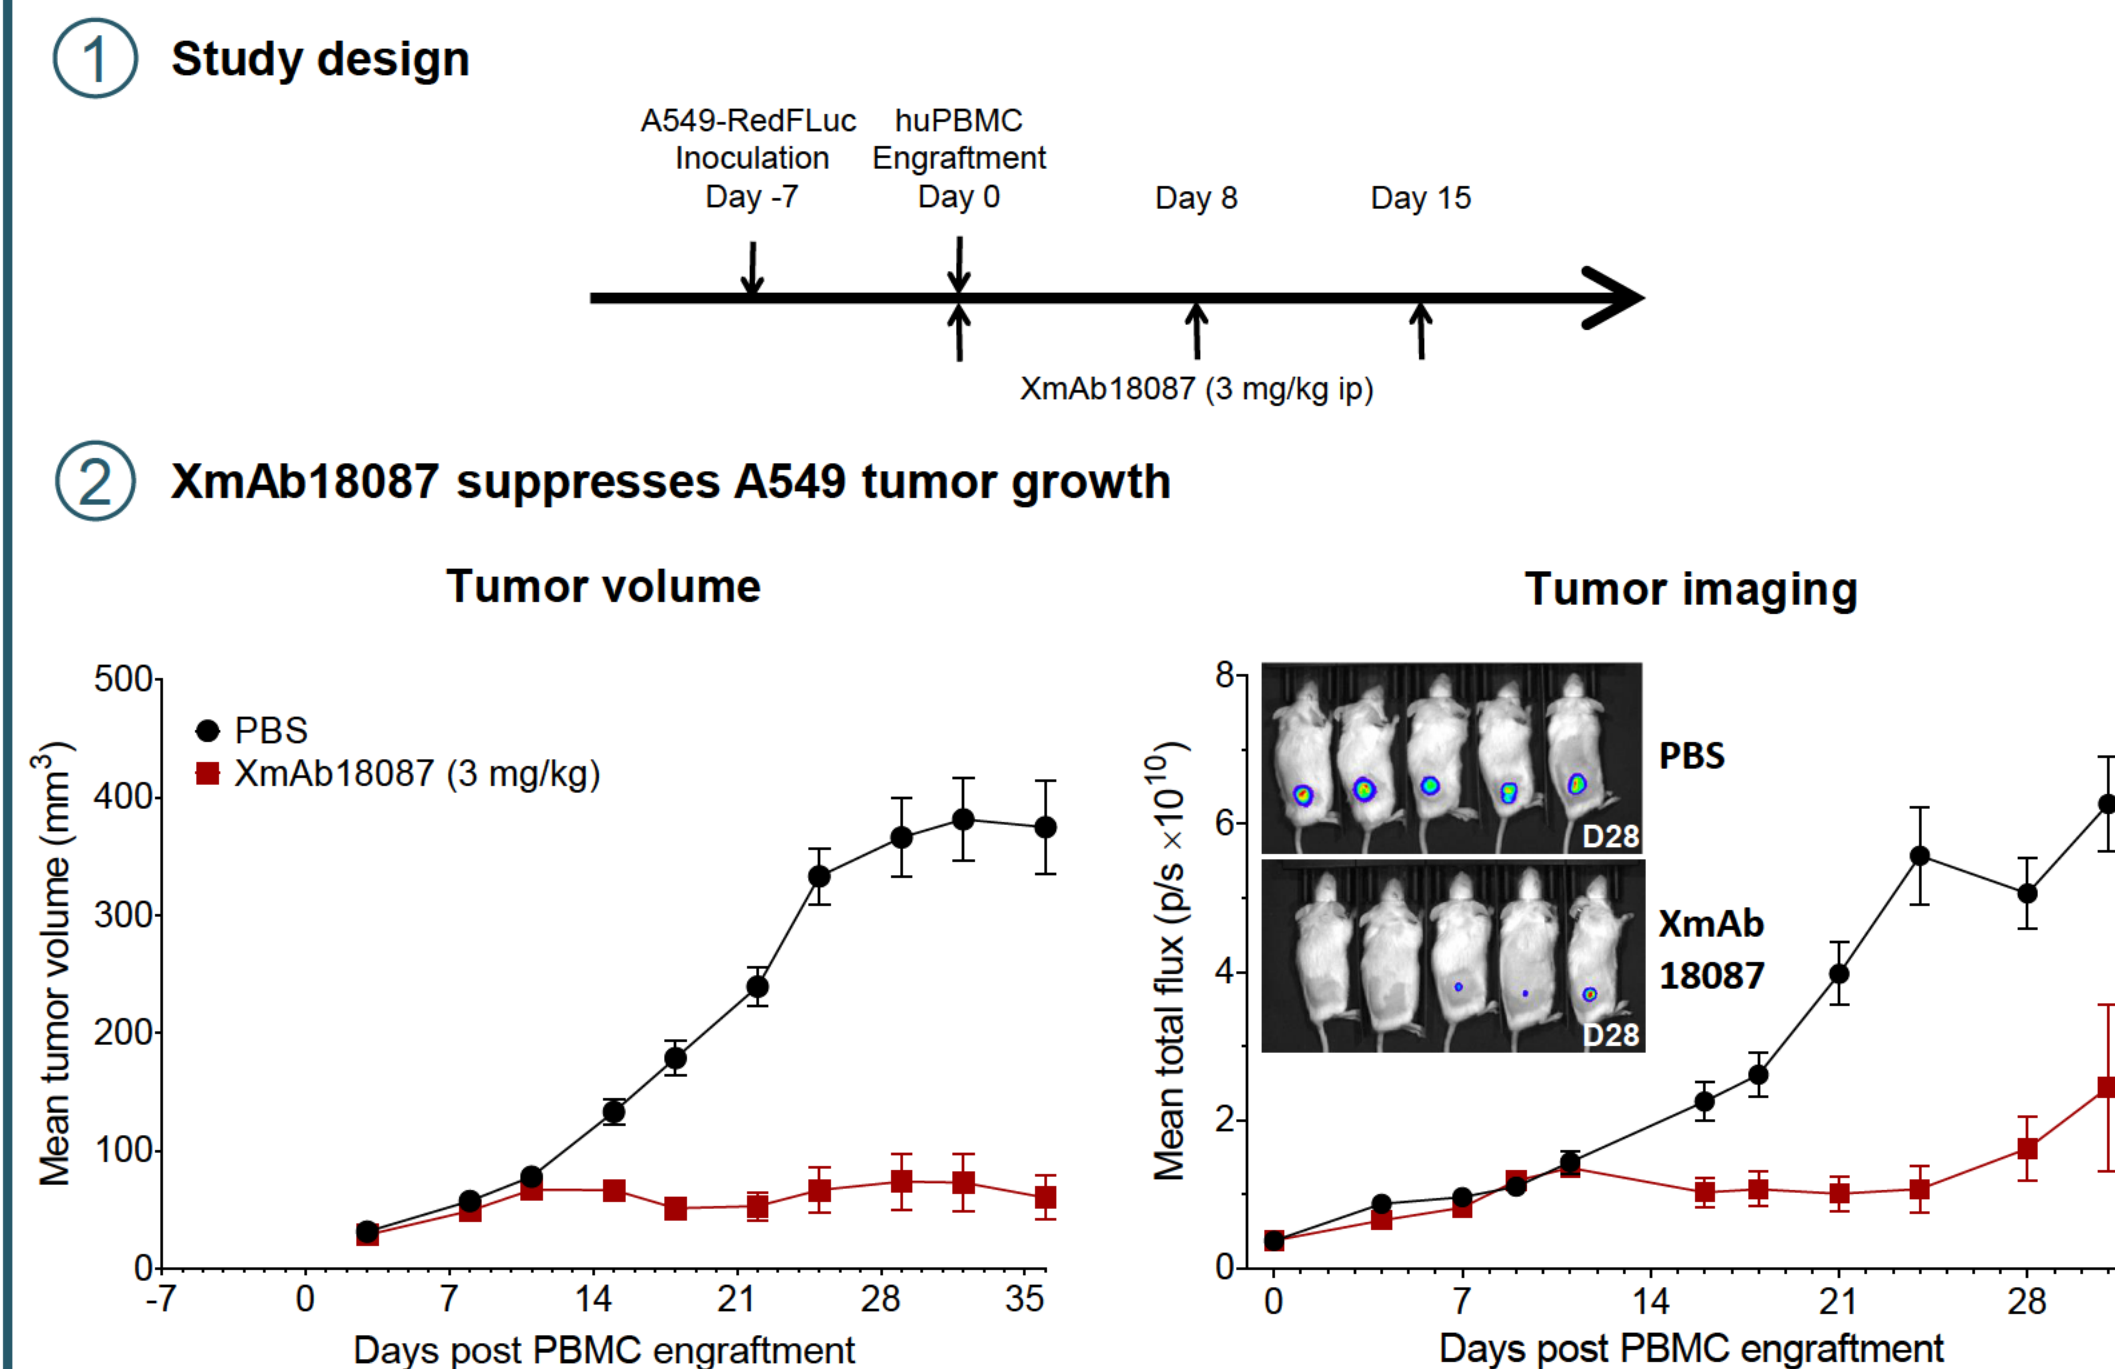 1 Study design
A549-RedFLuc
Inoculation
Day -7
huPBMC
Engraftment
Day 0
Day 8
Day 15
XmAb18087 (3 mg/kg ip)
2 XmAb18087 suppresses A549 tumor growth
Tumor volume
Mean tumor volume (mm³)
500
400
300
200
100
0
PBS
XmAb18087 (3 mg/kg)
-7 0 7 14 21 28 35
Days post PBMC engraftment
Tumor imaging
Mean total flux (p/s ×10¹⁰)
8
6
4
2
0
PBS
D28
XmAb
18087
D28
0 7 14 21 28
Days post PBMC engraftment